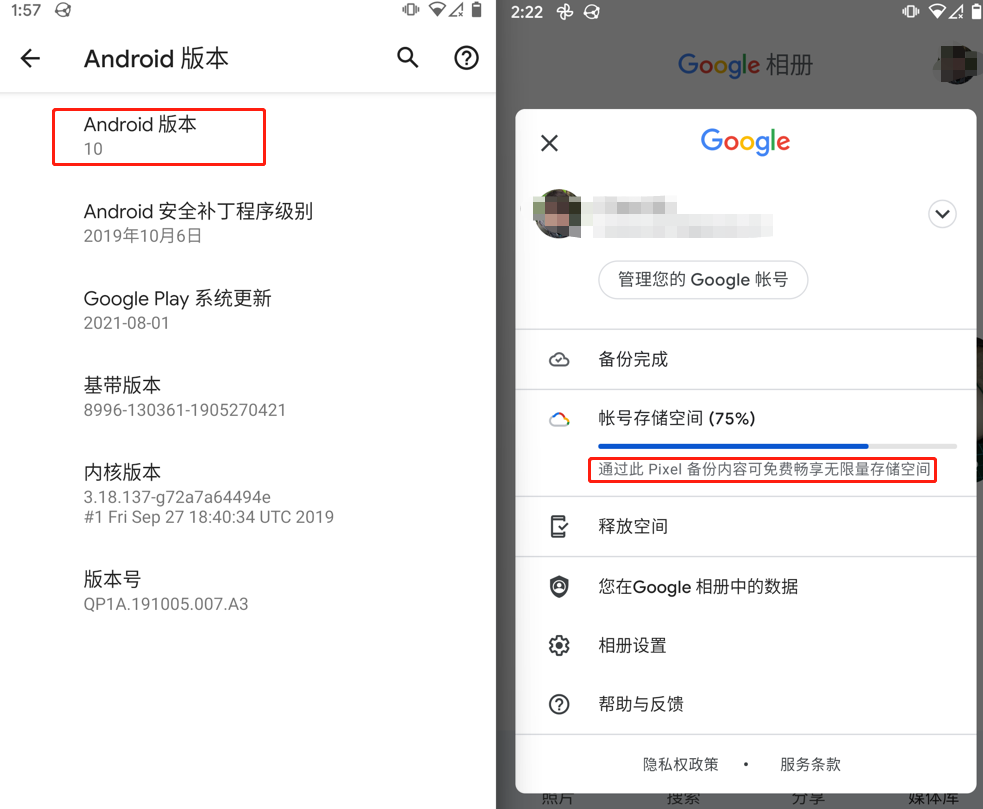 1:57
Android 版本
Android 版本
10
Android 安全补丁程序级别
2019年10月6日
Google Play 系统更新
2021-08-01
基带版本
8996-130361-1905270421
内核版本
3.18.137-g72a7a64494e
#1 Fri Sep 27 18:40:34 UTC 2019
版本号
QP1A.191005.007.A3
2:22
Google 相册
Google
管理您的 Google 帐号
备份完成
帐号存储空间 (75%)
通过此 Pixel 备份内容可免费畅享无限量存储空间
释放空间
您在Google 相册中的数据
相册设置
帮助与反馈
隐私权政策 • 服务条款
照片 搜索 分享 媒体库